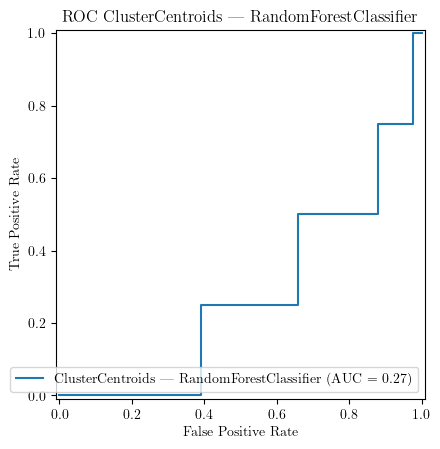 ROC ClusterCentroids — RandomForestClassifier
1.0
0.8
0.6
0.4
0.2
0.0
True Positive Rate
ClusterCentroids — RandomForestClassifier (AUC = 0.27)
0.0 0.2 0.4 0.6 0.8 1.0
False Positive Rate